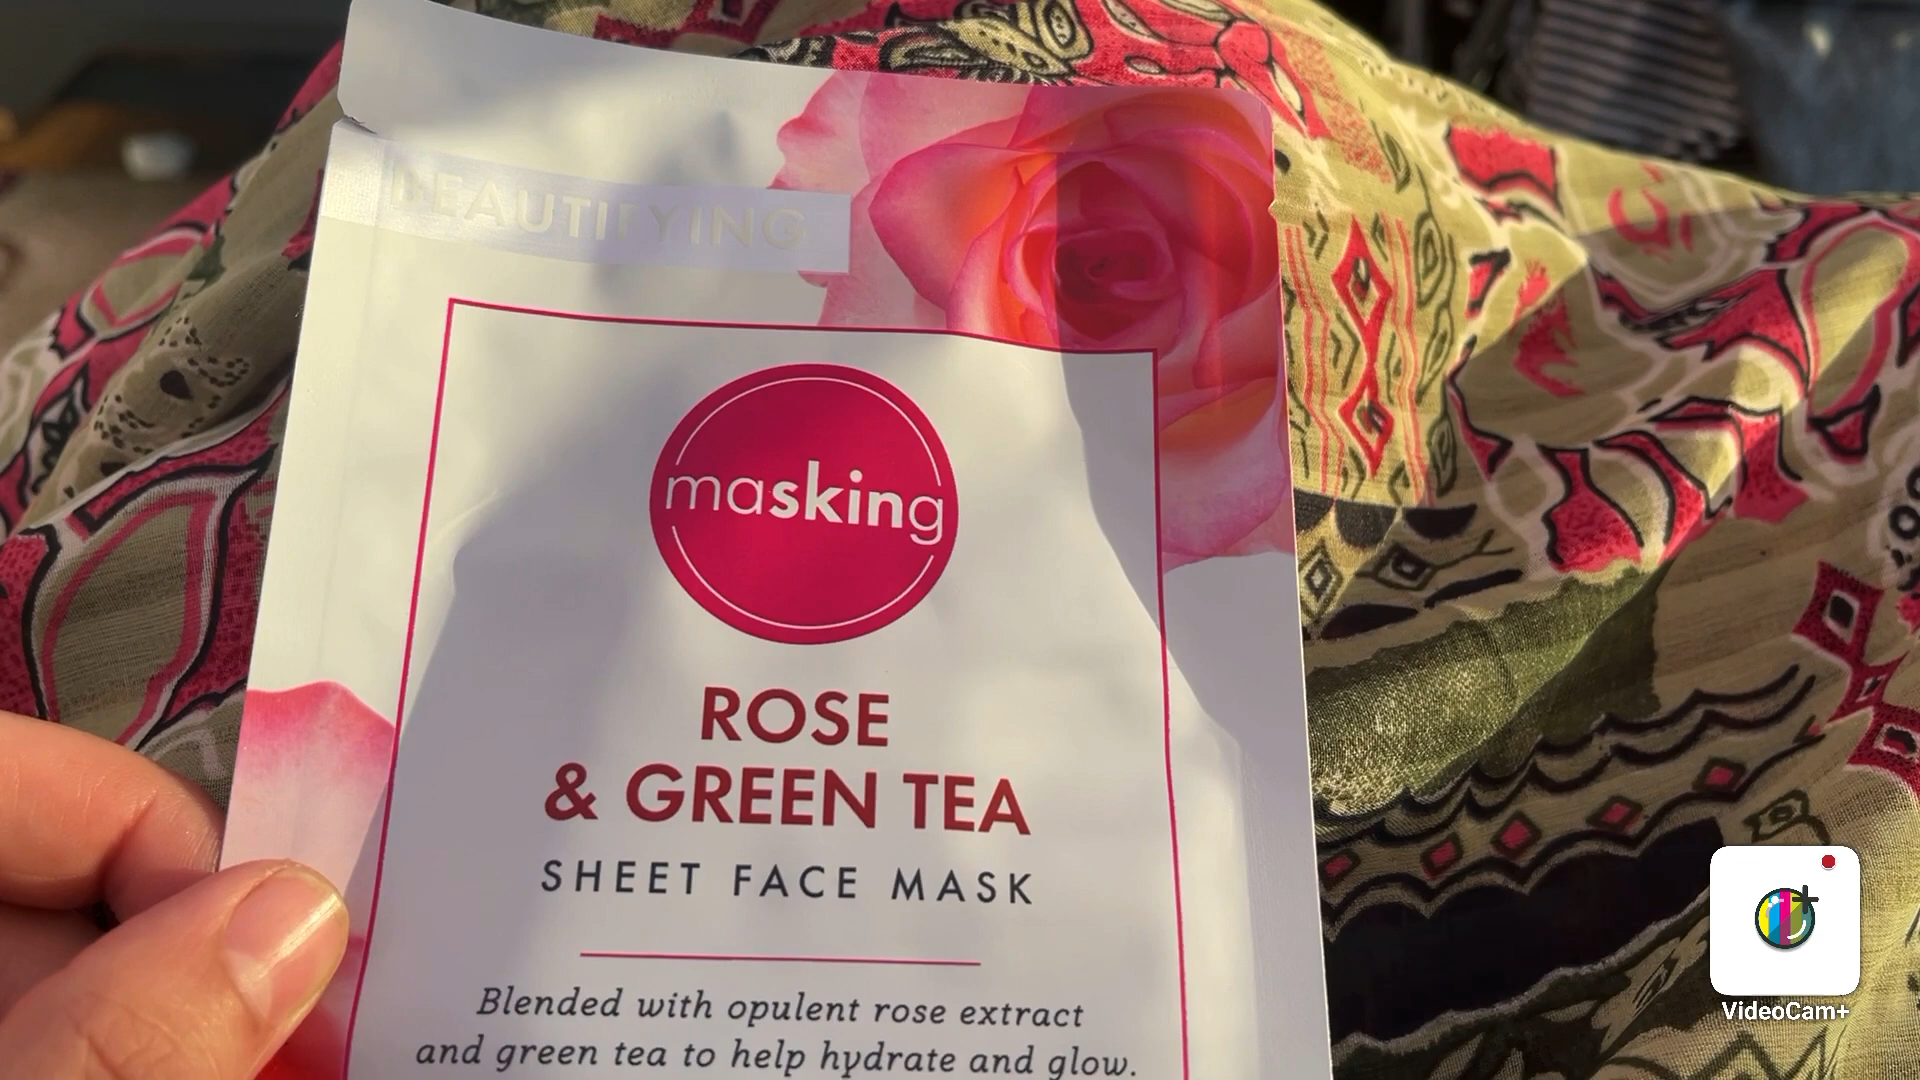 BEAUTIFYING
masking
ROSE
& GREEN TEA
SHEET FACE MASK
Blended with opulent rose extract
and green tea to help hydrate and glow.
VideoCam+